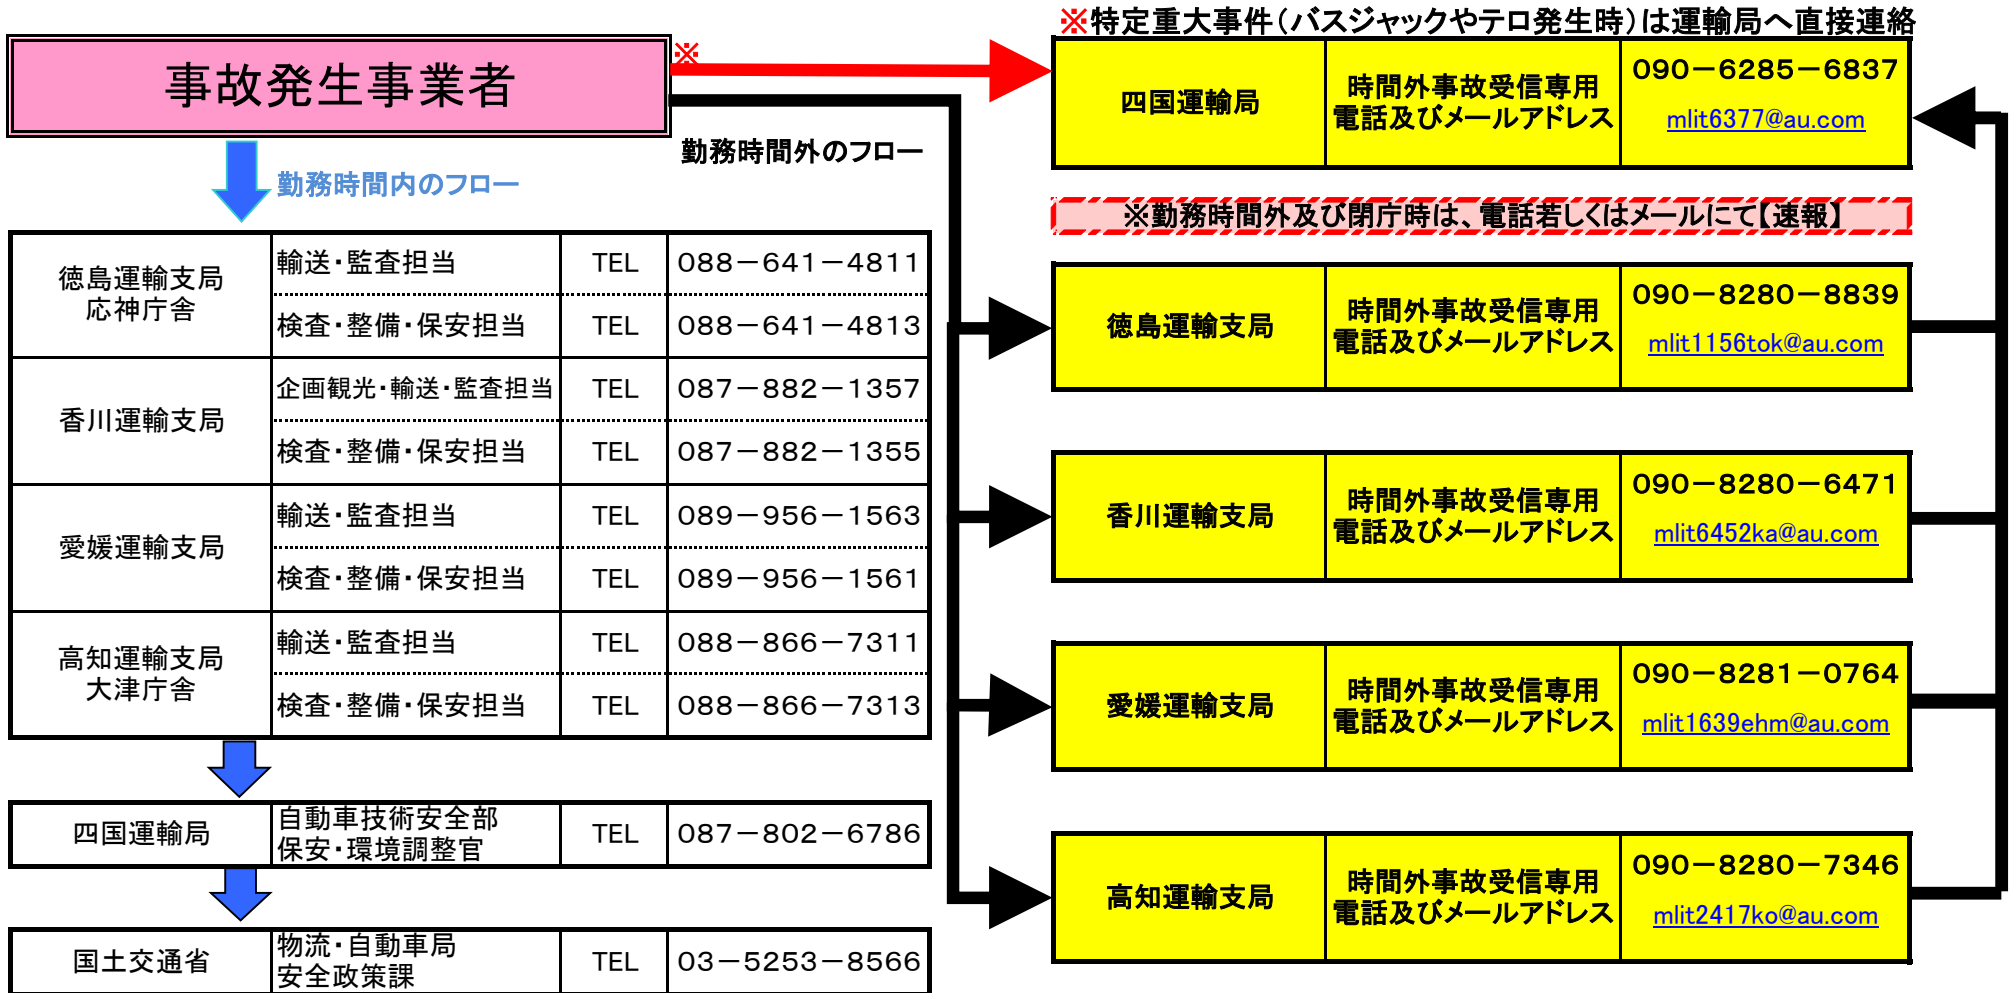 ※特定重大事件（バスジャックやテロ発生時）は運輸局へ直接連絡
事故発生事業者
※
四国運輸局
時間外事故受信専用
電話及びメールアドレス
090－6285－6837
mlit6377@au.com
勤務時間外のフロー
勤務時間内のフロー
※勤務時間外及び閉庁時は、電話若しくはメールにて【速報】
徳島運輸支局
応神庁舎
輸送・監査担当 TEL 088－641－4811
検査・整備・保安担当 TEL 088－641－4813
香川運輸支局
企画観光・輸送・監査担当 TEL 087－882－1357
検査・整備・保安担当 TEL 087－882－1355
愛媛運輸支局
輸送・監査担当 TEL 089－956－1563
検査・整備・保安担当 TEL 089－956－1561
高知運輸支局
大津庁舎
輸送・監査担当 TEL 088－866－7311
検査・整備・保安担当 TEL 088－866－7313
四国運輸局
自動車技術安全部
保安・環境調整官
TEL 087－802－6786
国土交通省
物流・自動車局
安全政策課
TEL 03－5253－8566
徳島運輸支局
時間外事故受信専用
電話及びメールアドレス
090－8280－8839
mlit1156tok@au.com
香川運輸支局
時間外事故受信専用
電話及びメールアドレス
090－8280－6471
mlit6452ka@au.com
愛媛運輸支局
時間外事故受信専用
電話及びメールアドレス
090－8281－0764
mlit1639ehm@au.com
高知運輸支局
時間外事故受信専用
電話及びメールアドレス
090－8280－7346
mlit2417ko@au.com